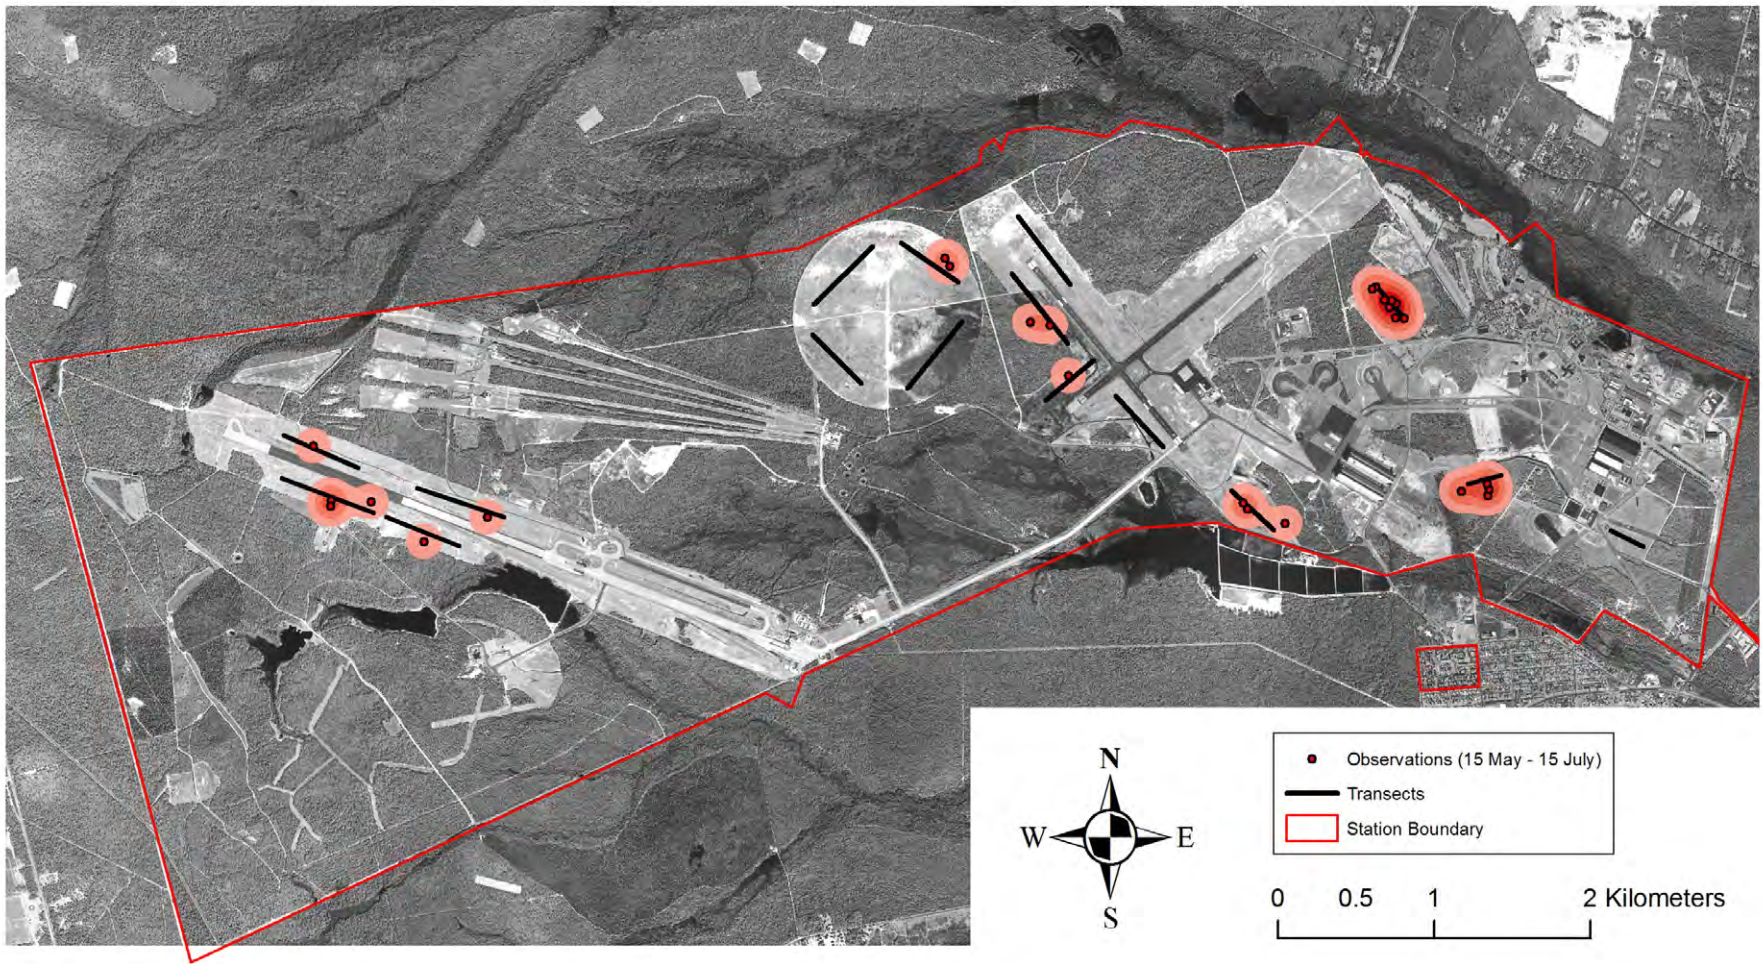 N
W E
S
Observations (15 May - 15 July)
Transects
Station Boundary
0 0.5 1 2 Kilometers